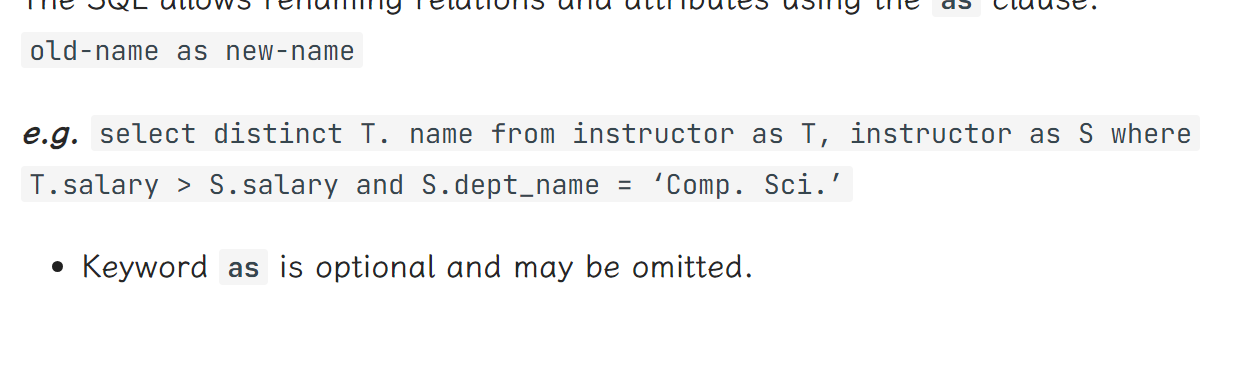 The SQL allows renaming relations and attributes using the as clause.
old-name as new-name
e.g. select distinct T. name from instructor as T, instructor as S where
T.salary > S.salary and S.dept_name = ‘Comp. Sci.’
• Keyword as is optional and may be omitted.